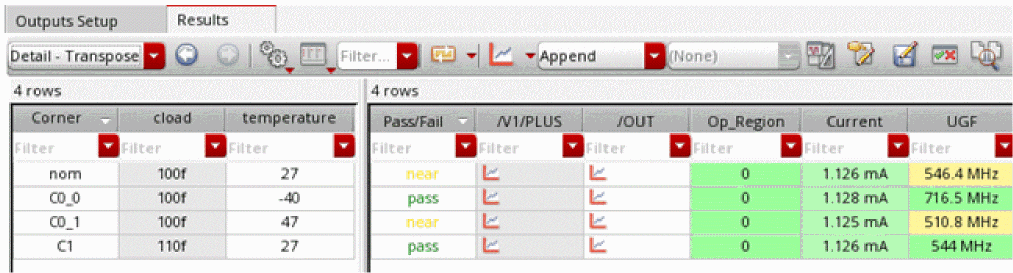 Outputs Setup Results
Detail - Transpose Filter... Append (None)
4 rows 4 rows
Corner cload temperature Pass/Fail /V1/PLUS /OUT Op_Region Current UGF
Filter Filter Filter Filter Filter Filter Filter Filter Filter
nom 100f 27 near 0 1.126 mA 546.4 MHz
C0_0 100f -40 pass 0 1.128 mA 716.5 MHz
C0_1 100f 47 near 0 1.125 mA 510.8 MHz
C1 110f 27 pass 0 1.126 mA 544 MHz